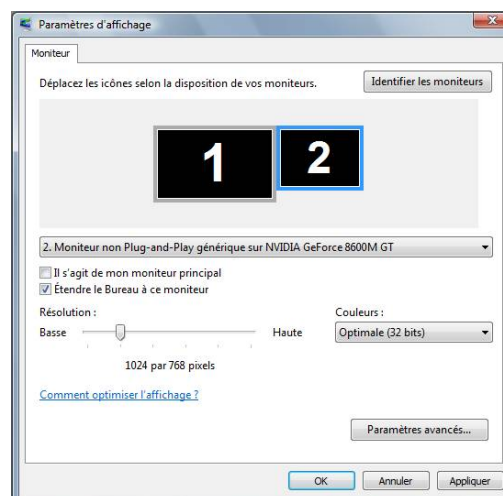 Paramètres d'affichage
Moniteur
Déplacez les icônes selon la disposition de vos moniteurs.
Identifier les moniteurs
1
2
2. Moniteur non Plug-and-Play générique sur NVIDIA GeForce 8600M GT
Il s'agit de mon moniteur principal
Étendre le Bureau à ce moniteur
Résolution :
Couleurs :
Basse
Haute
Optimale (32 bits)
1024 par 768 pixels
Comment optimiser l'affichage ?
Paramètres avancés...
OK
Annuler
Appliquer